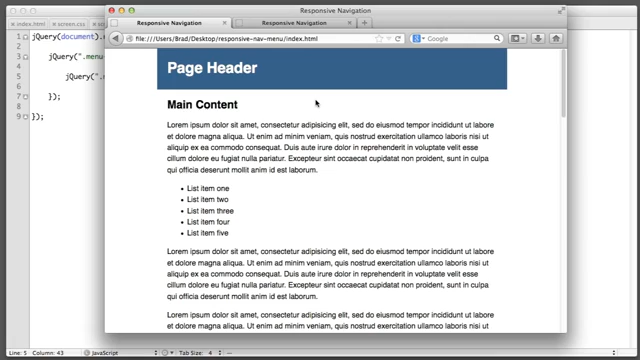 Responsive Navigation
index.html
screen.css
Responsive Navigation
Responsive Navigation
file:///Users/Brad/Desktop/responsive-nav-menu/index.html
Google
1
jQuery(document).
3
jQuery(".menu
5
jQuery(".
7
});
9
});
Page Header
Main Content
Lorem ipsum dolor sit amet, consectetur adipisicing elit, sed do eiusmod tempor incididunt ut labore
et dolore magna aliqua. Ut enim ad minim veniam, quis nostrud exercitation ullamco laboris nisi ut
aliquip ex ea commodo consequat. Duis aute irure dolor in reprehenderit in voluptate velit esse
cillum dolore eu fugiat nulla pariatur. Excepteur sint occaecat cupidatat non proident, sunt in culpa
qui officia deserunt mollit anim id est laborum.
• List item one
• List item two
• List item three
• List item four
• List item five
Lorem ipsum dolor sit amet, consectetur adipisicing elit, sed do eiusmod tempor incididunt ut labore
et dolore magna aliqua. Ut enim ad minim veniam, quis nostrud exercitation ullamco laboris nisi ut
aliquip ex ea commodo consequat. Duis aute irure dolor in reprehenderit in voluptate velit esse
cillum dolore eu fugiat nulla pariatur. Excepteur sint occaecat cupidatat non proident, sunt in culpa
qui officia deserunt mollit anim id est laborum.
Lorem ipsum dolor sit amet, consectetur adipisicing elit, sed do eiusmod tempor incididunt ut labore
et dolore magna aliqua. Ut enim ad minim veniam, quis nostrud exercitation ullamco laboris nisi ut
Line: 5 Column: 43
JavaScript
Tab Size: 4